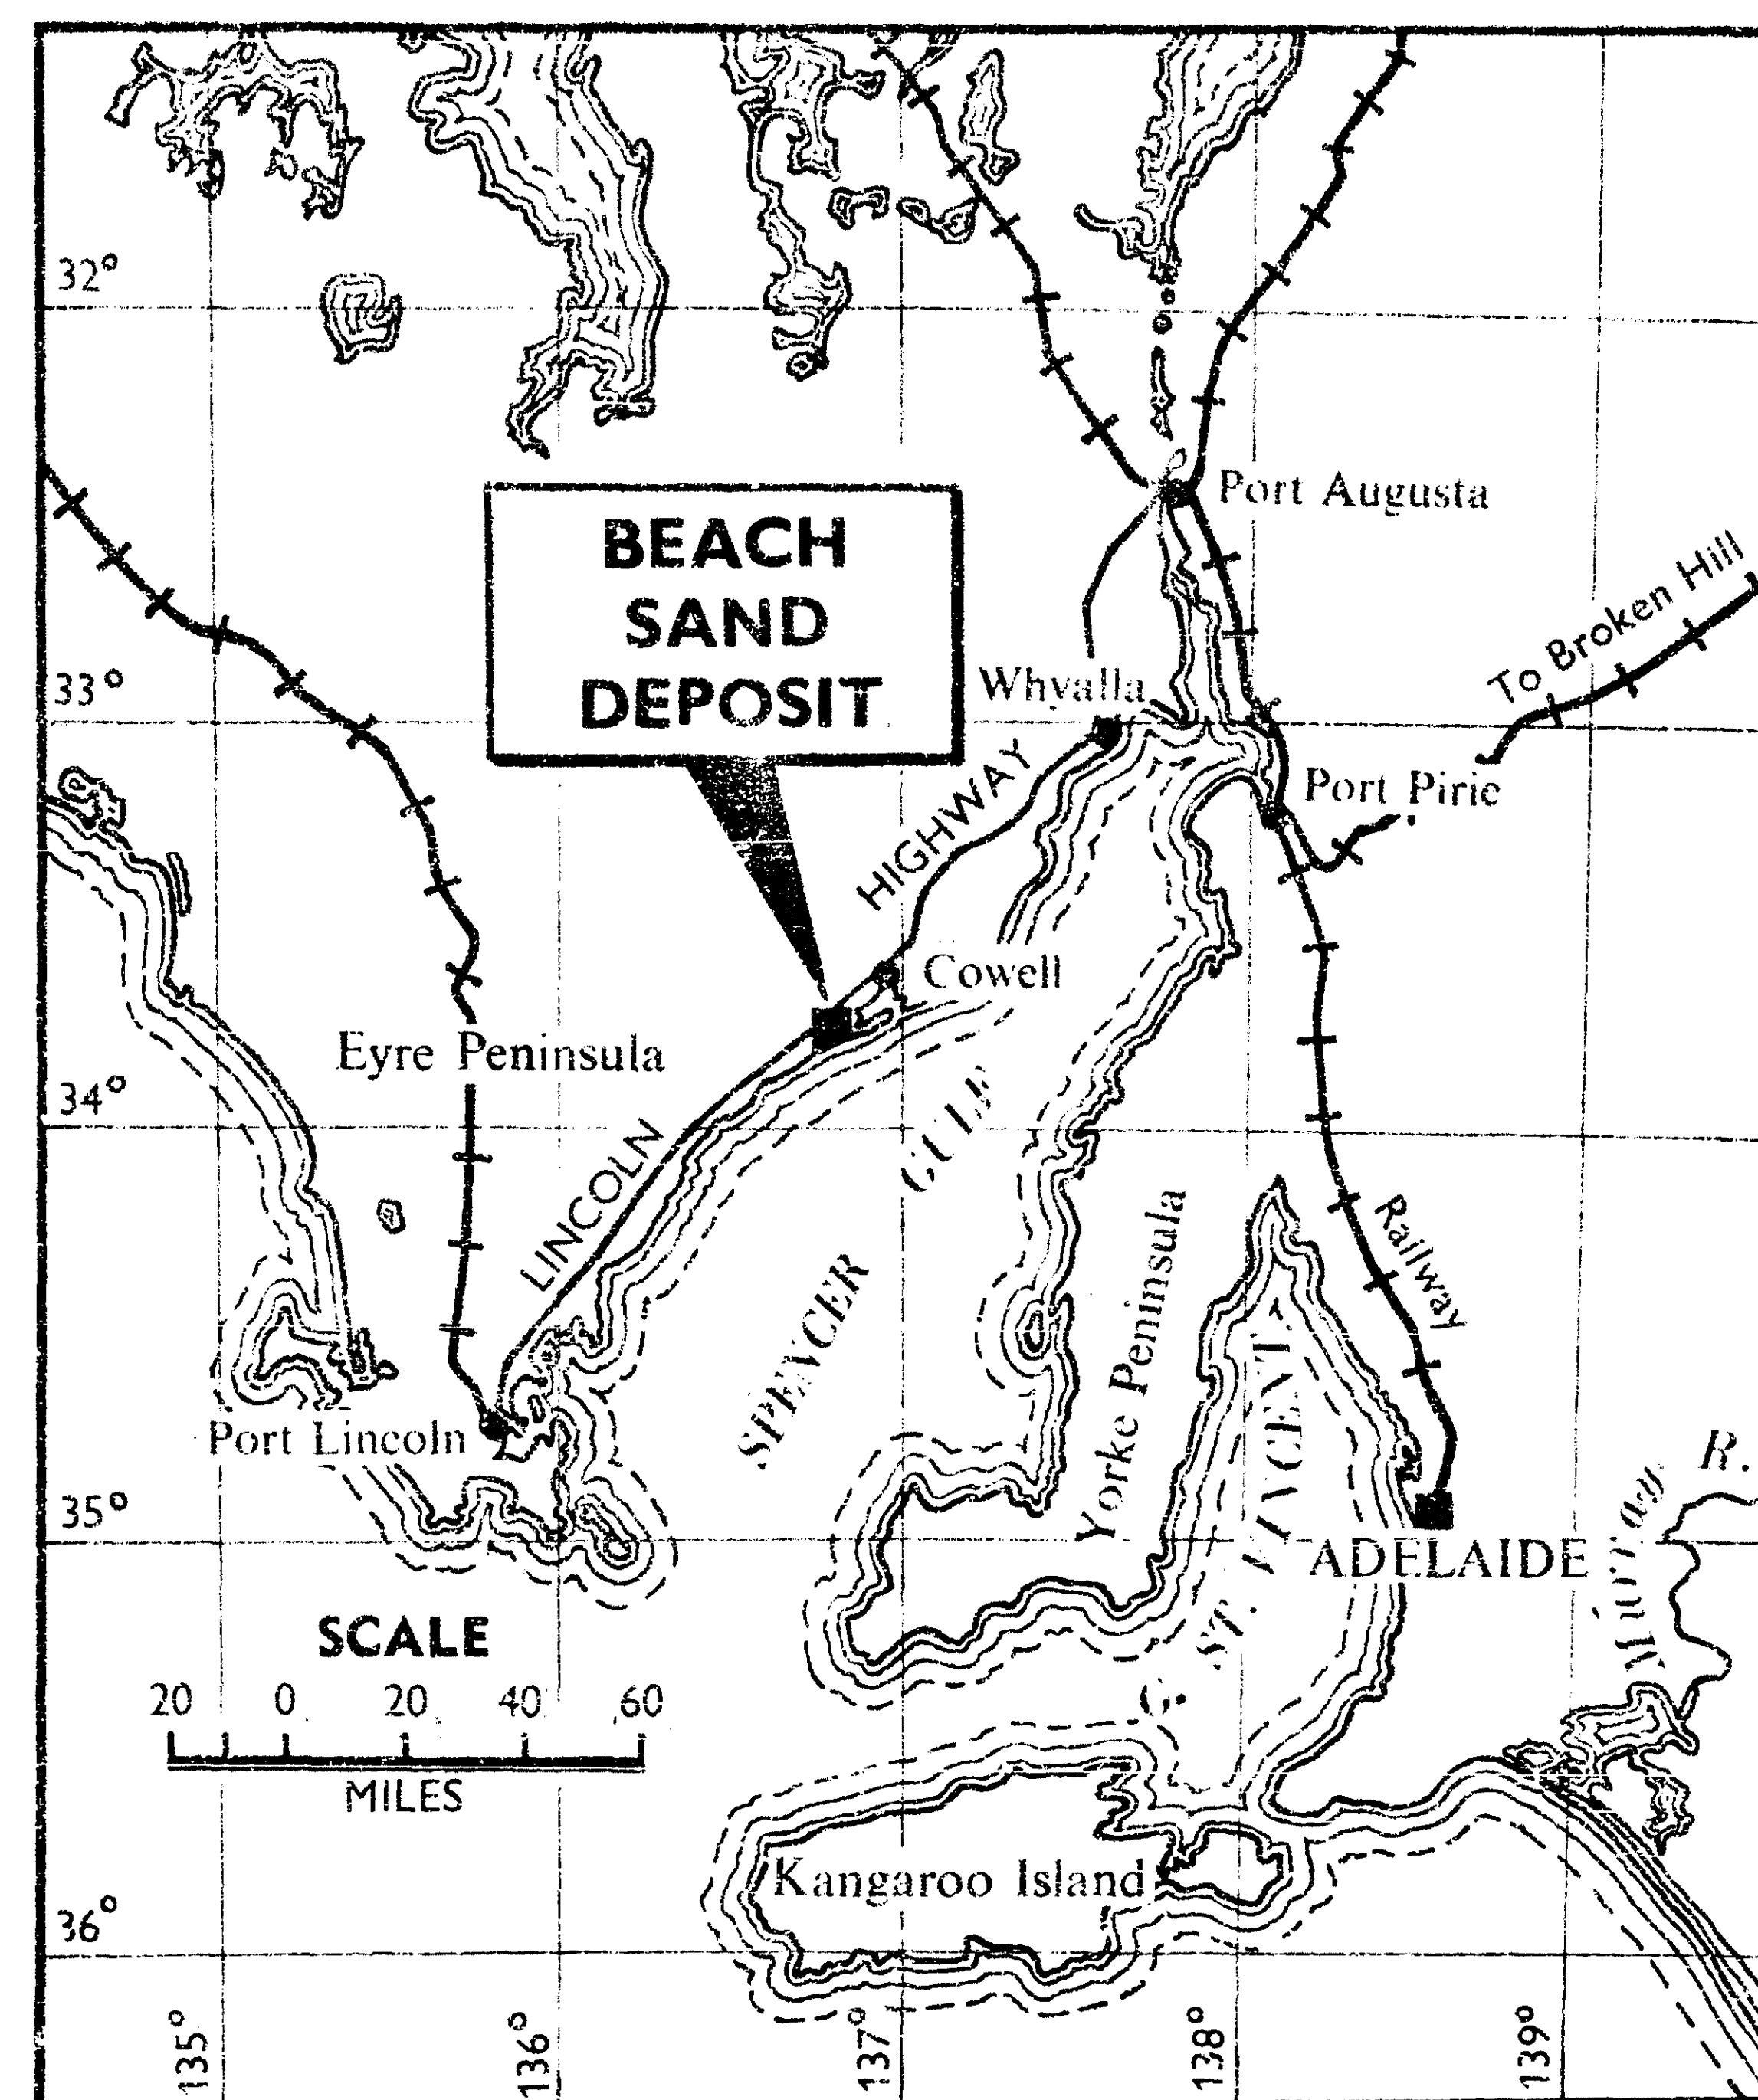 32°
Port Augusta
BEACH
SAND
DEPOSIT
To Broken Hill
33°
Whyalla
Port Pirie
HIGHWAY
Cowell
Eyre Peninsula
34°
LINCOLN
SPENCER GULF
Yorke Peninsula
Railway
G. ST. VINCENT
Port Lincoln
R.
Murray
35°
ADELAIDE
SCALE
20 0 20 40 60
MILES
Kangaroo Island
36°
135° 136° 137° 138° 139°